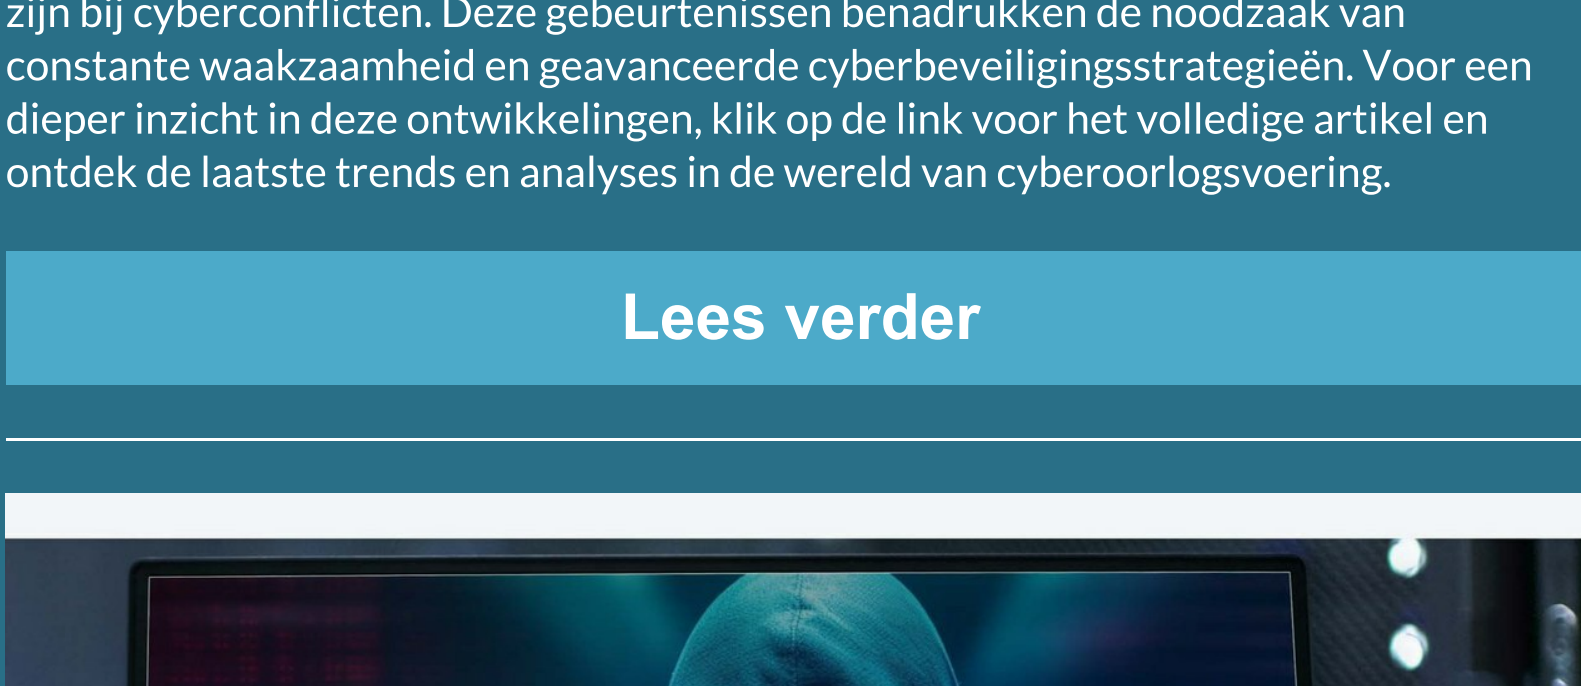 zijn bij cyberconflicten. Deze gebeurtenissen benadrukken de noodzaak van
constante waakzaamheid en geavanceerde cyberbeveiligingsstrategieën. Voor een
dieper inzicht in deze ontwikkelingen, klik op de link voor het volledige artikel en
ontdek de laatste trends en analyses in de wereld van cyberoorlogsvoering.
Lees verder